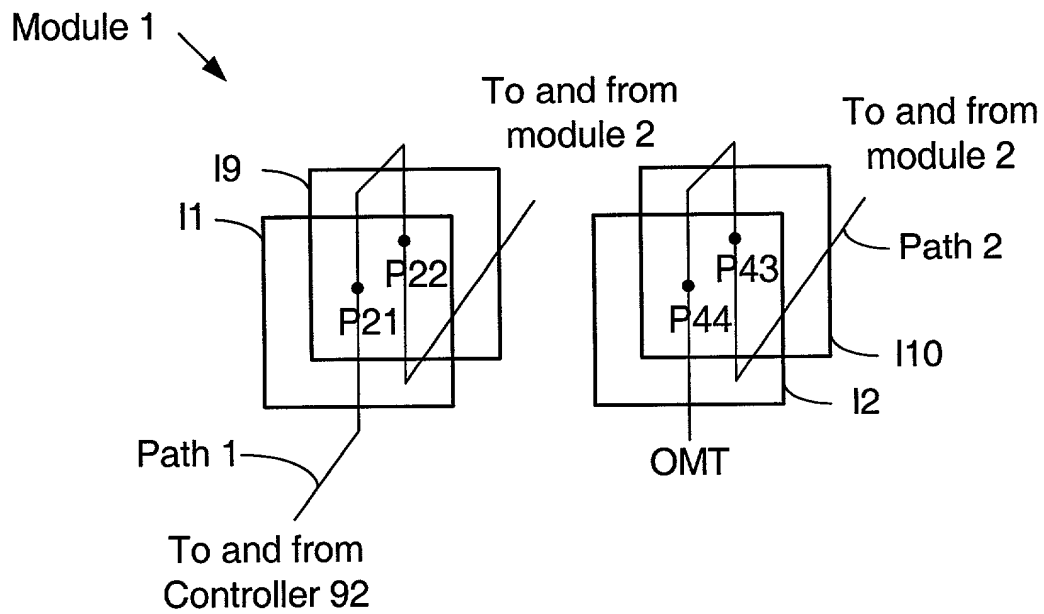 Module 1
To and from
module 2
To and from
module 2
I9
I1
P22
P43
Path 2
P21
P44
I10
I2
Path 1
OMT
To and from
Controller 92